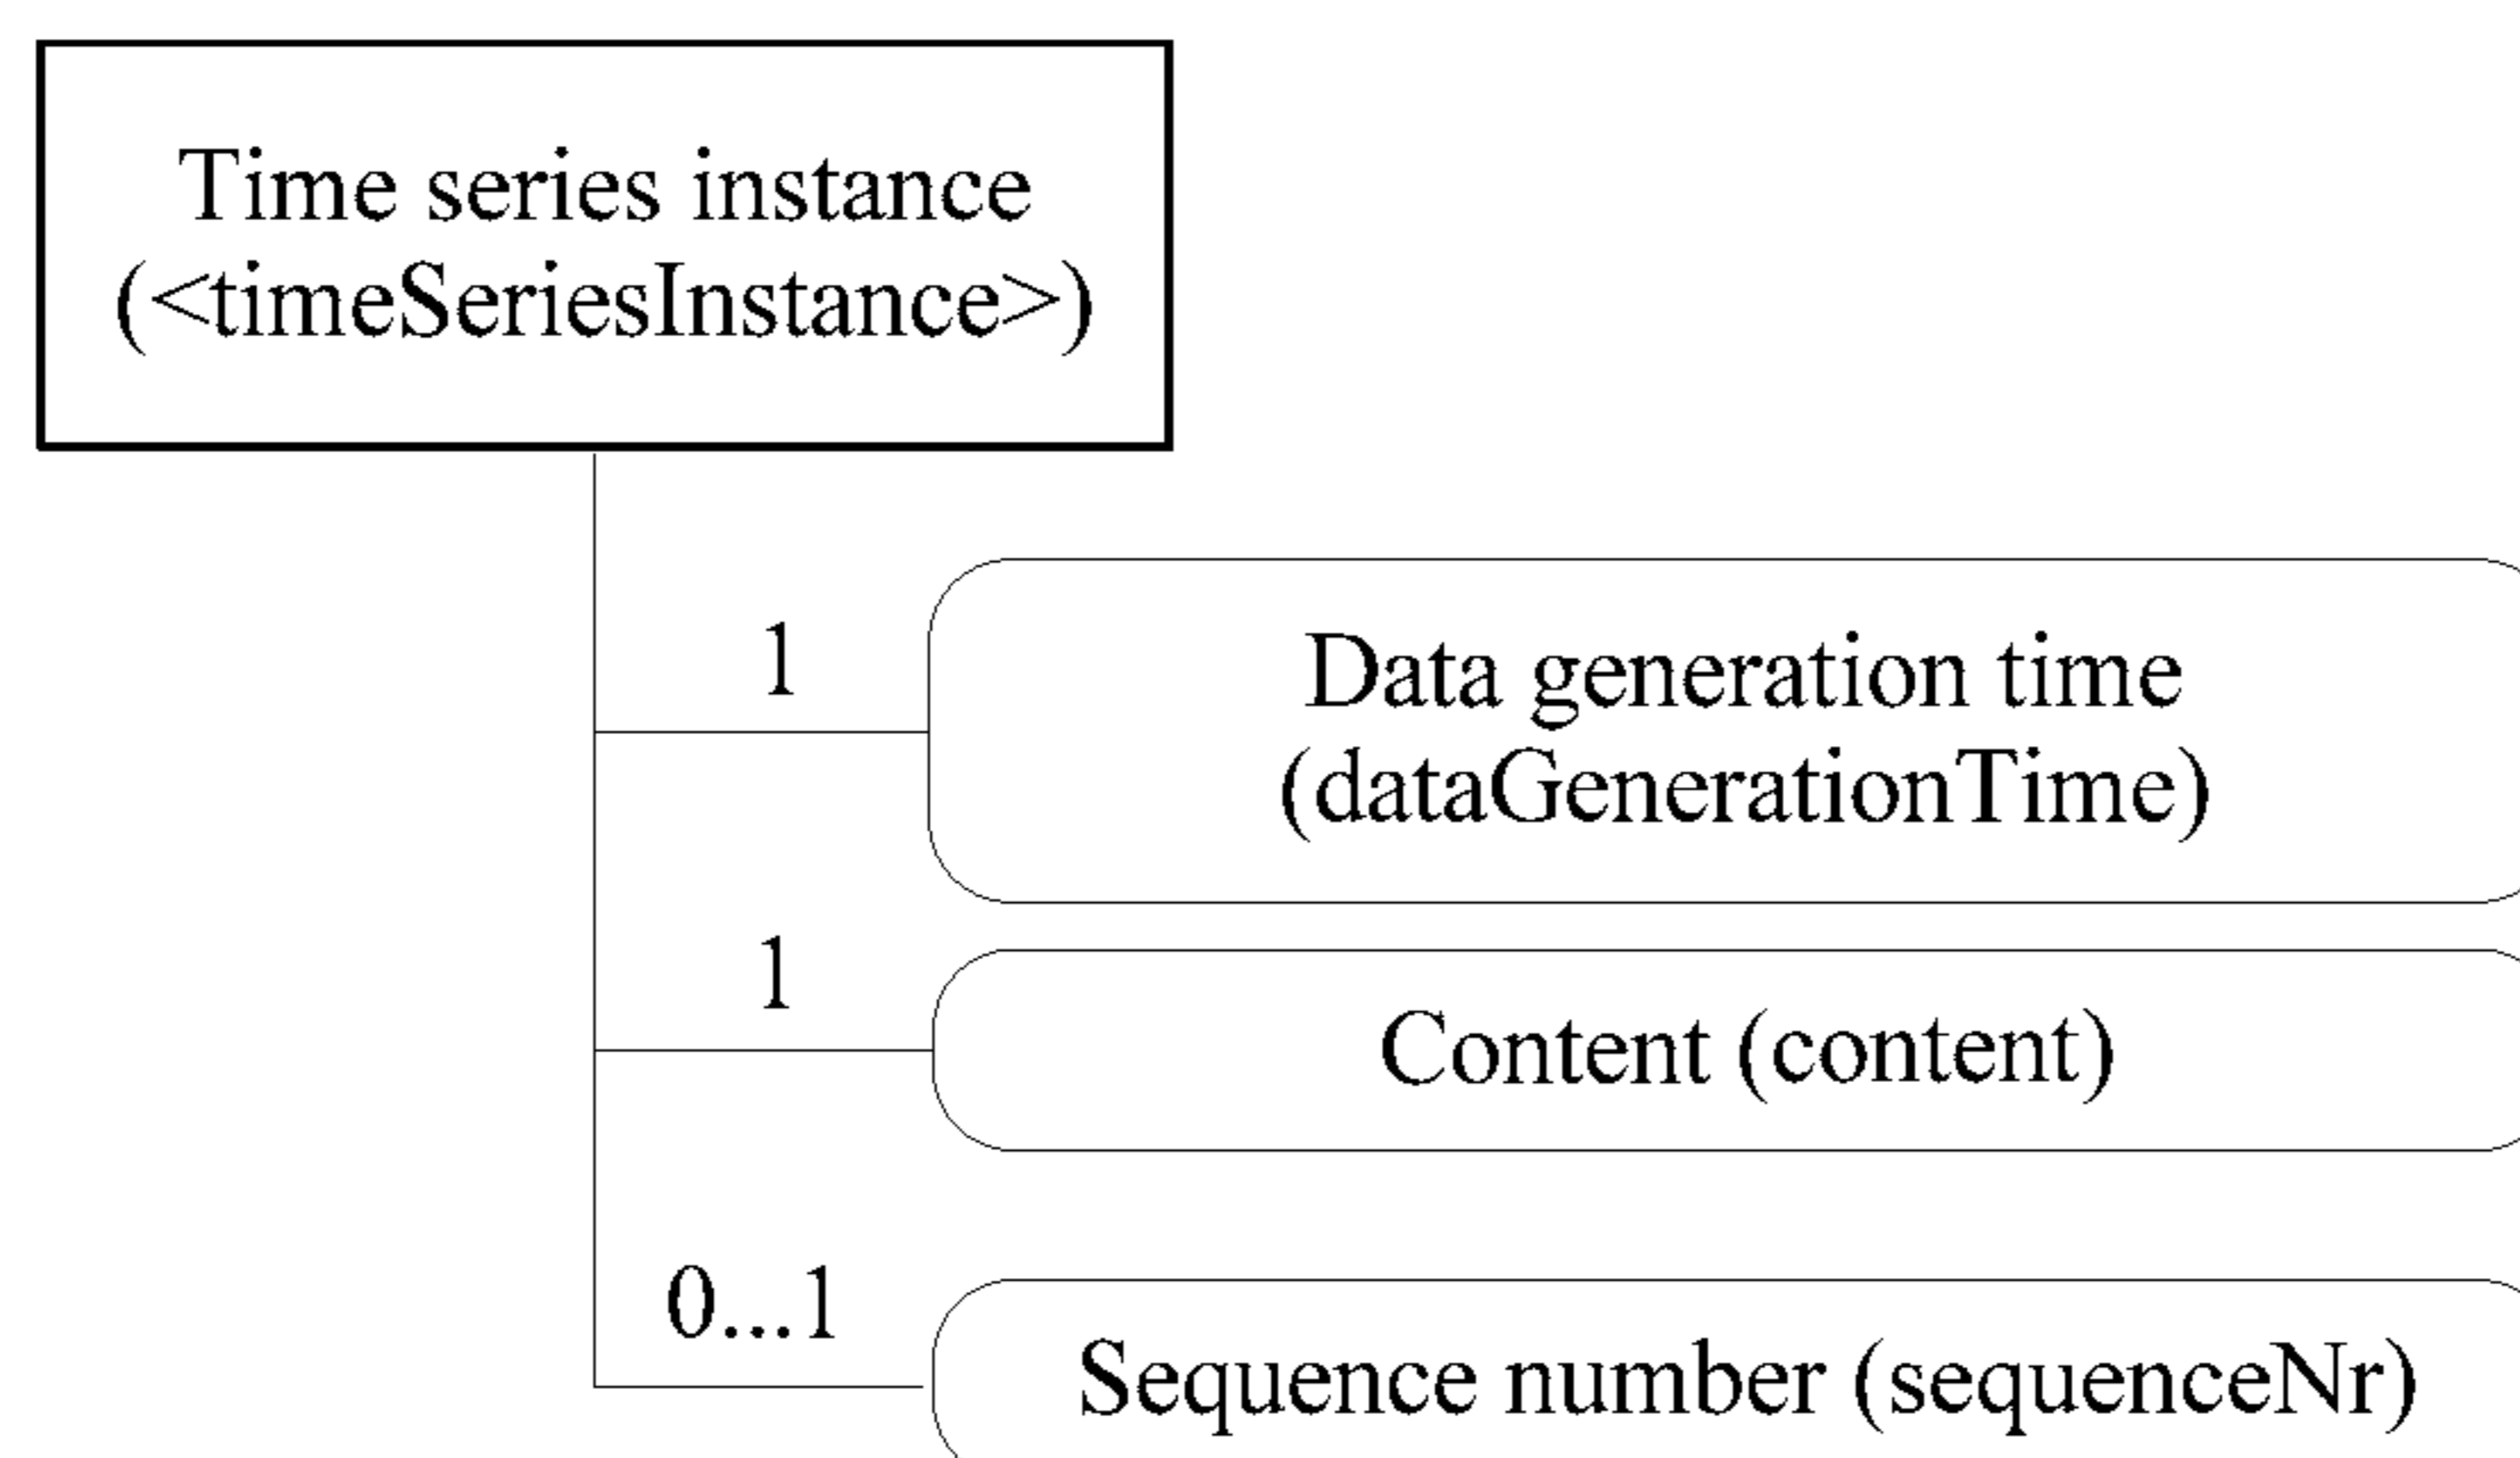 Time series instance
(<timeSeriesInstance>)
1
Data generation time
(dataGenerationTime)
1
Content (content)
0...1
Sequence number (sequenceNr)